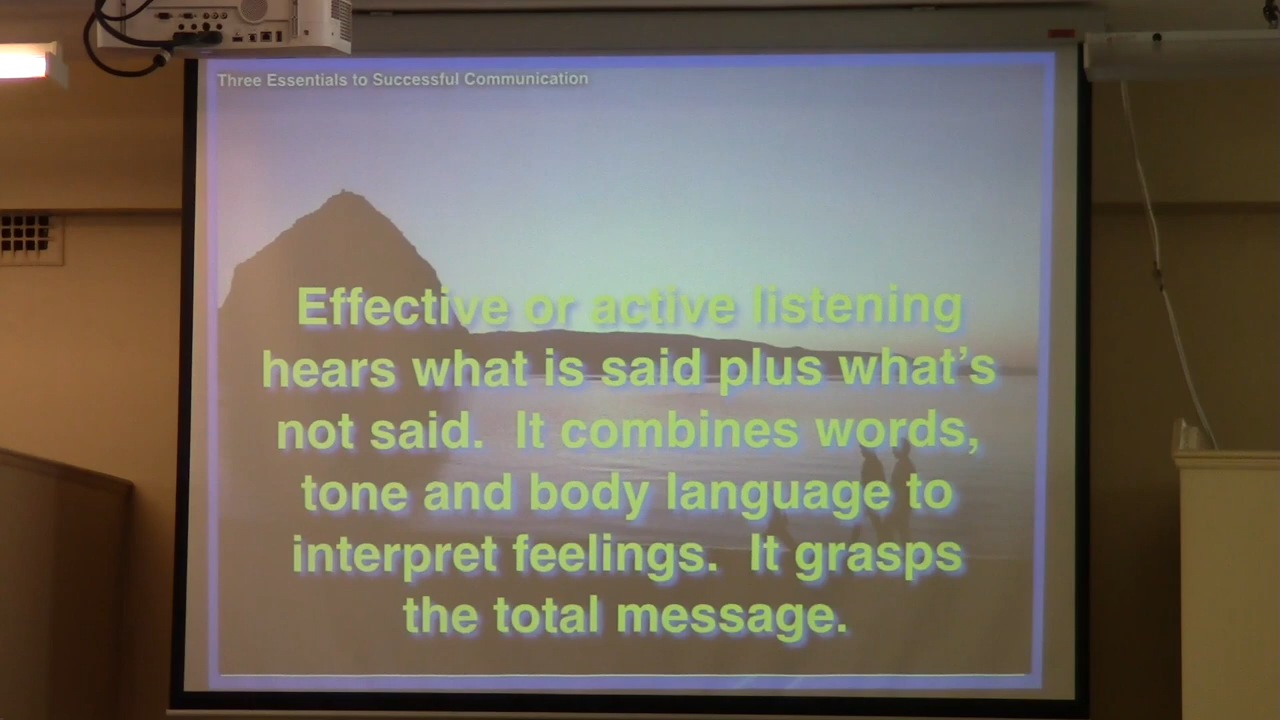 Three Essentials to Successful Communication
Effective or active listening
hears what is said plus what’s
not said.  It combines words,
tone and body language to
interpret feelings.  It grasps
the total message.